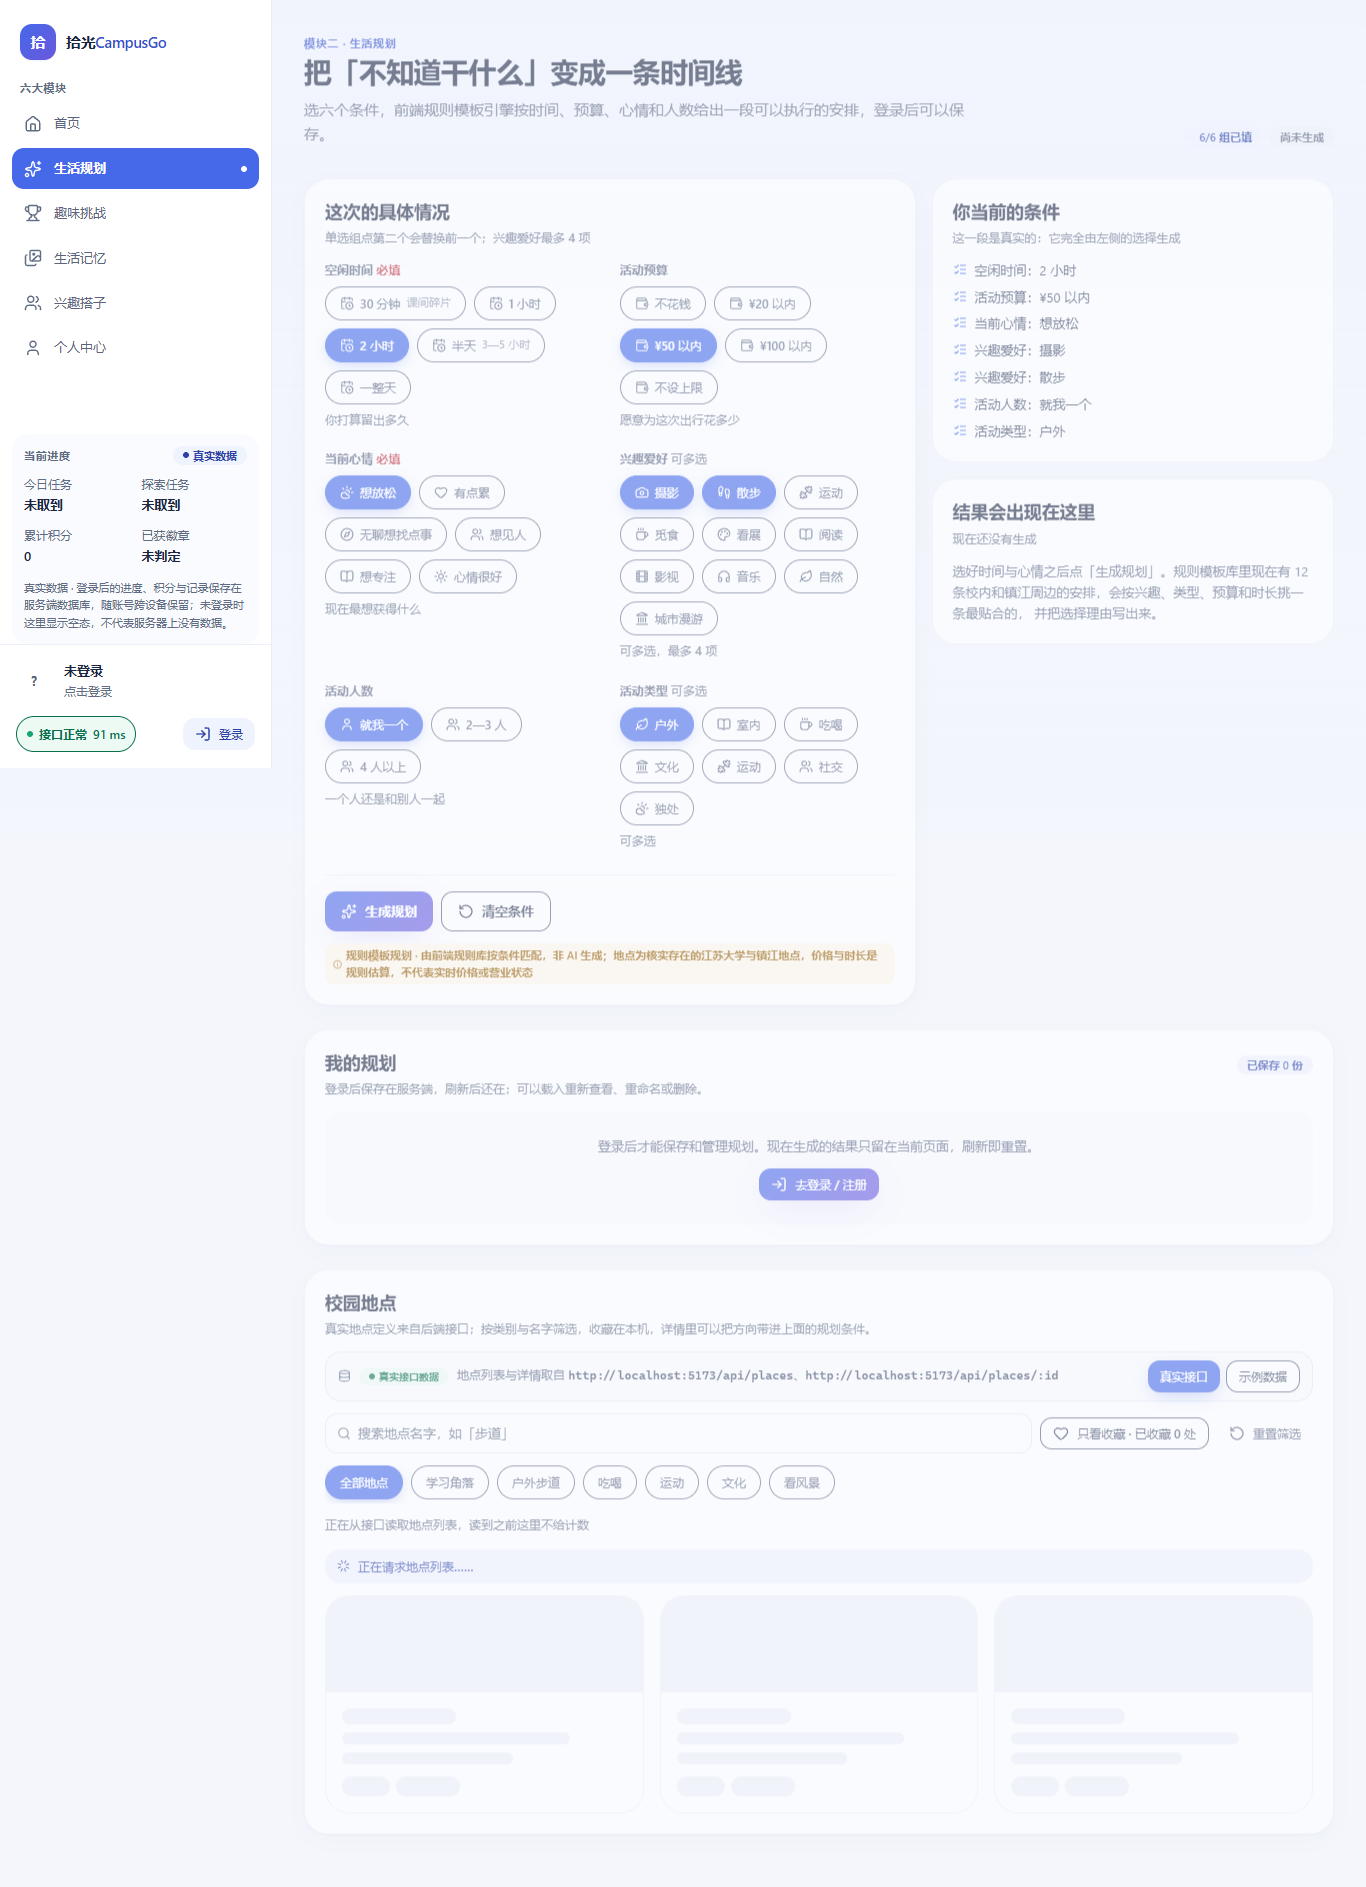 拾 拾光CampusGo
六大模块
首页
生活规划
趣味挑战
生活记忆
兴趣搭子
个人中心
当前进度 真实数据
今日任务 探索任务
未取到 未取到
累计积分 已获徽章
0 未判定
真实数据 · 登录后的进度、积分与记录保存在
服务端数据库，随账号跨设备保留；未登录时
这里显示空态，不代表服务器上没有数据。
? 未登录
点击登录
接口正常 91 ms 登录
模块二 · 生活规划
把「不知道干什么」变成一条时间线
选六个条件，前端规则模板引擎按时间、预算、心情和人数给出一段可以执行的安排，登录后可以保
存。
6/6 组已填 尚未生成
这次的具体情况
单选组点第二个会替换前一个；兴趣爱好最多 4 项
空闲时间 必填
30 分钟 课间碎片 1 小时
2 小时 半天 3—5 小时
一整天
你打算留出多久
活动预算
不花钱 ¥20 以内
¥50 以内 ¥100 以内
不设上限
愿意为这次出行花多少
当前心情 必填
想放松 有点累
无聊想找点事 想见人
想专注 心情很好
现在最想获得什么
兴趣爱好 可多选
摄影 散步 运动
觅食 看展 阅读
影视 音乐 自然
城市漫游
可多选，最多 4 项
活动人数
就我一个 2—3 人
4 人以上
一个人还是和别人一起
活动类型 可多选
户外 室内 吃喝
文化 运动 社交
独处
可多选
生成规划 清空条件
规则模板规划 · 由前端规则库按条件匹配，非 AI 生成；地点为核实存在的江苏大学与镇江地点，价格与时长是
规则估算，不代表实时价格或营业状态
你当前的条件
这一段是真实的：它完全由左侧的选择生成
空闲时间：2 小时
活动预算：¥50 以内
当前心情：想放松
兴趣爱好：摄影
兴趣爱好：散步
活动人数：就我一个
活动类型：户外
结果会出现在这里
现在还没有生成
选好时间与心情之后点「生成规划」。规则模板库里现在有 12
条校内和镇江周边的安排，会按兴趣、类型、预算和时长挑一
条最贴合的， 并把选择理由写出来。
我的规划 已保存 0 份
登录后保存在服务端，刷新后还在；可以载入重新查看、重命名或删除。
登录后才能保存和管理规划。现在生成的结果只留在当前页面，刷新即重置。
去登录 / 注册
校园地点
真实地点定义来自后端接口；按类别与名字筛选，收藏在本机，详情里可以把方向带进上面的规划条件。
真实接口数据 地点列表与详情取自 http://localhost:5173/api/places、http://localhost:5173/api/places/:id 真实接口 示例数据
搜索地点名字，如「步道」 只看收藏 · 已收藏 0 处 重置筛选
全部地点 学习角落 户外步道 吃喝 运动 文化 看风景
正在从接口读取地点列表，读到之前这里不给计数
正在请求地点列表……